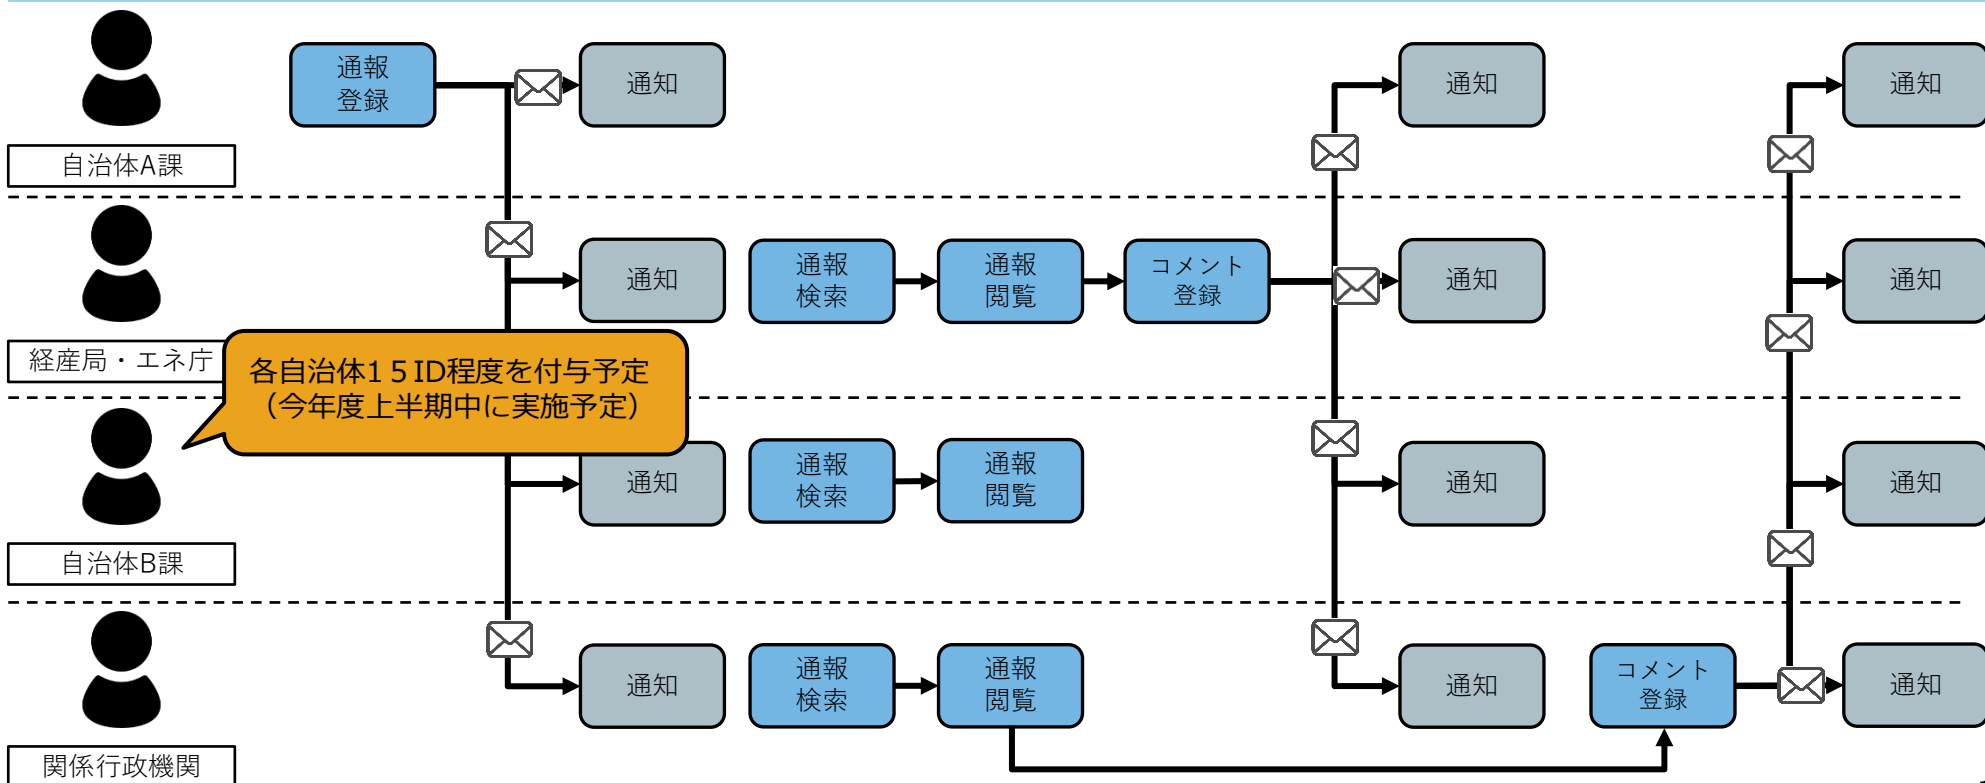 通報
登録
通知
通知
通知
自治体A課
通知
通報
検索
通報
閲覧
コメント
登録
通知
通知
経産局・エネ庁
各自治体15ID程度を付与予定
（今年度上半期中に実施予定）
通知
通報
検索
通報
閲覧
通知
通知
自治体B課
通知
通報
検索
通報
閲覧
通知
コメント
登録
通知
関係行政機関